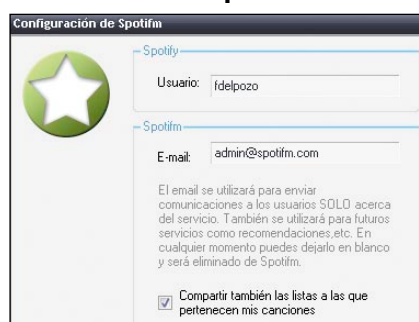 Configuración de Spotifm
Spotify
Usuario: fdelpozo
Spotifm
E-mail: admin@spotifm.com
El email se utilizará para enviar
comunicaciones a los usuarios SOLO acerca
del servicio. También se utilizará para futuros
servicios como recomendaciones,etc. En
cualquier momento puedes dejarlo en blanco
y será eliminado de Spotifm.
Compartir también las listas a las que
pertenecen mis canciones